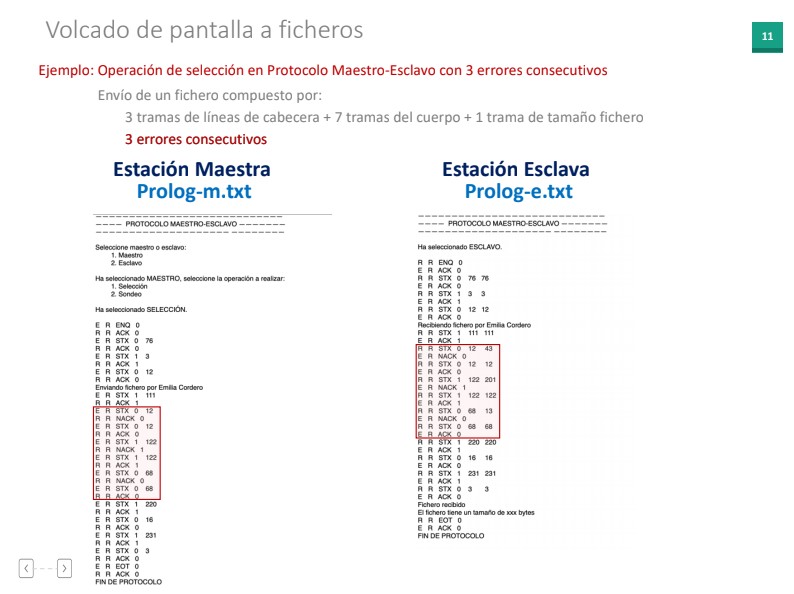 Volcado de pantalla a ficheros
11
Ejemplo: Operación de selección en Protocolo Maestro-Esclavo con 3 errores consecutivos
Envío de un fichero compuesto por:
3 tramas de líneas de cabecera + 7 tramas del cuerpo + 1 trama de tamaño fichero
3 errores consecutivos
Estación Maestra
Prolog-m.txt
— — — — — — — — — — — — — — — — — — — — — — — — — — —
— — — — PROTOCOLO MAESTRO-ESCLAVO — — — — — — —
— — — — — — — — — — — — — — — — — — — — — — — — — — —
Seleccione maestro o esclavo:
1. Maestro
2. Esclavo
Ha seleccionado MAESTRO, seleccione la operación a realizar:
1. Selección
2. Sondeo
Ha seleccionado SELECCIÓN.
E R ENQ 0
R R ACK 0
E R STX 0 76
R R ACK 0
E R STX 1 3
R R ACK 1
E R STX 0 12
R R ACK 0
Enviando fichero por Emilia Cordero
E R STX 1 111
R R ACK 1
E R STX 0 12
R R NACK 0
E R STX 0 12
R R ACK 0
E R STX 1 122
R R NACK 1
E R STX 1 122
R R ACK 1
E R STX 0 68
R R NACK 0
E R STX 0 68
R R ACK 0
E R STX 1 220
R R ACK 1
E R STX 0 16
R R ACK 0
E R STX 1 231
R R ACK 1
E R STX 0 3
R R ACK 0
E R EOT 0
R R ACK 0
FIN DE PROTOCOLO
Estación Esclava
Prolog-e.txt
— — — — — — — — — — — — — — — — — — — — — — — — — — —
— — — — PROTOCOLO MAESTRO-ESCLAVO — — — — — — —
— — — — — — — — — — — — — — — — — — — — — — — — — — —
Ha seleccionado ESCLAVO.
R R ENQ 0
E R ACK 0
R R STX 0 76 76
E R ACK 0
R R STX 1 3 3
E R ACK 1
R R STX 0 12 12
E R ACK 0
Recibiendo fichero por Emilia Cordero
R R STX 1 111 111
E R ACK 1
R R STX 0 12 43
E R NACK 0
R R STX 0 12 12
E R ACK 0
R R STX 1 122 201
E R NACK 1
R R STX 1 122 122
E R ACK 1
R R STX 0 68 13
E R NACK 0
R R STX 0 68 68
E R ACK 0
R R STX 1 220 220
E R ACK 1
R R STX 0 16 16
E R ACK 0
R R STX 1 231 231
E R ACK 1
R R STX 0 3 3
E R ACK 0
Fichero recibido
El fichero tiene un tamaño de xxx bytes
R R EOT 0
E R ACK 0
FIN DE PROTOCOLO